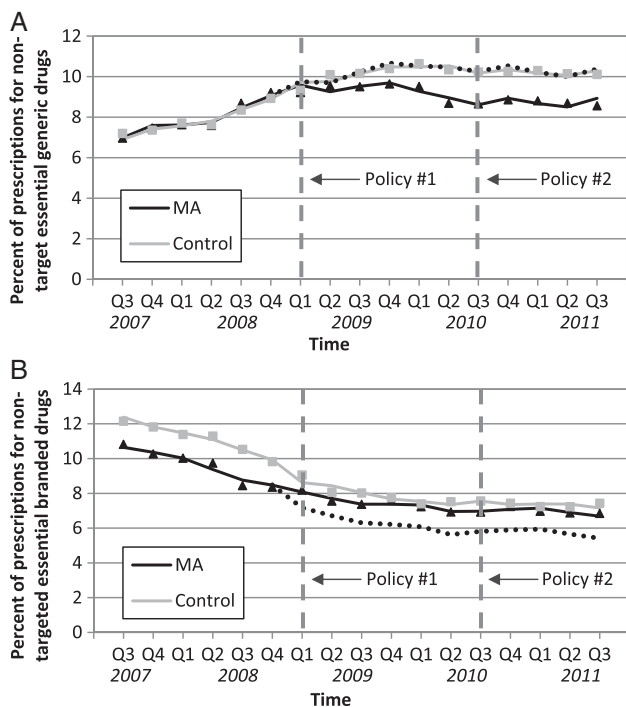 A
Percent of prescriptions for non-
target essential generic drugs
12
10
8
6
4
2
0
Policy #1
Policy #2
MA
Control
Q3 Q4 Q1 Q2 Q3 Q4 Q1 Q2 Q3 Q4 Q1 Q2 Q3 Q4 Q1 Q2 Q3
2007 2008 2009 2010 2011
Time
B
Percent of prescriptions for non-
targeted essential branded drugs
14
12
10
8
6
4
2
0
MA
Control
Policy #1
Policy #2
Q3 Q4 Q1 Q2 Q3 Q4 Q1 Q2 Q3 Q4 Q1 Q2 Q3 Q4 Q1 Q2 Q3
2007 2008 2009 2010 2011
Time